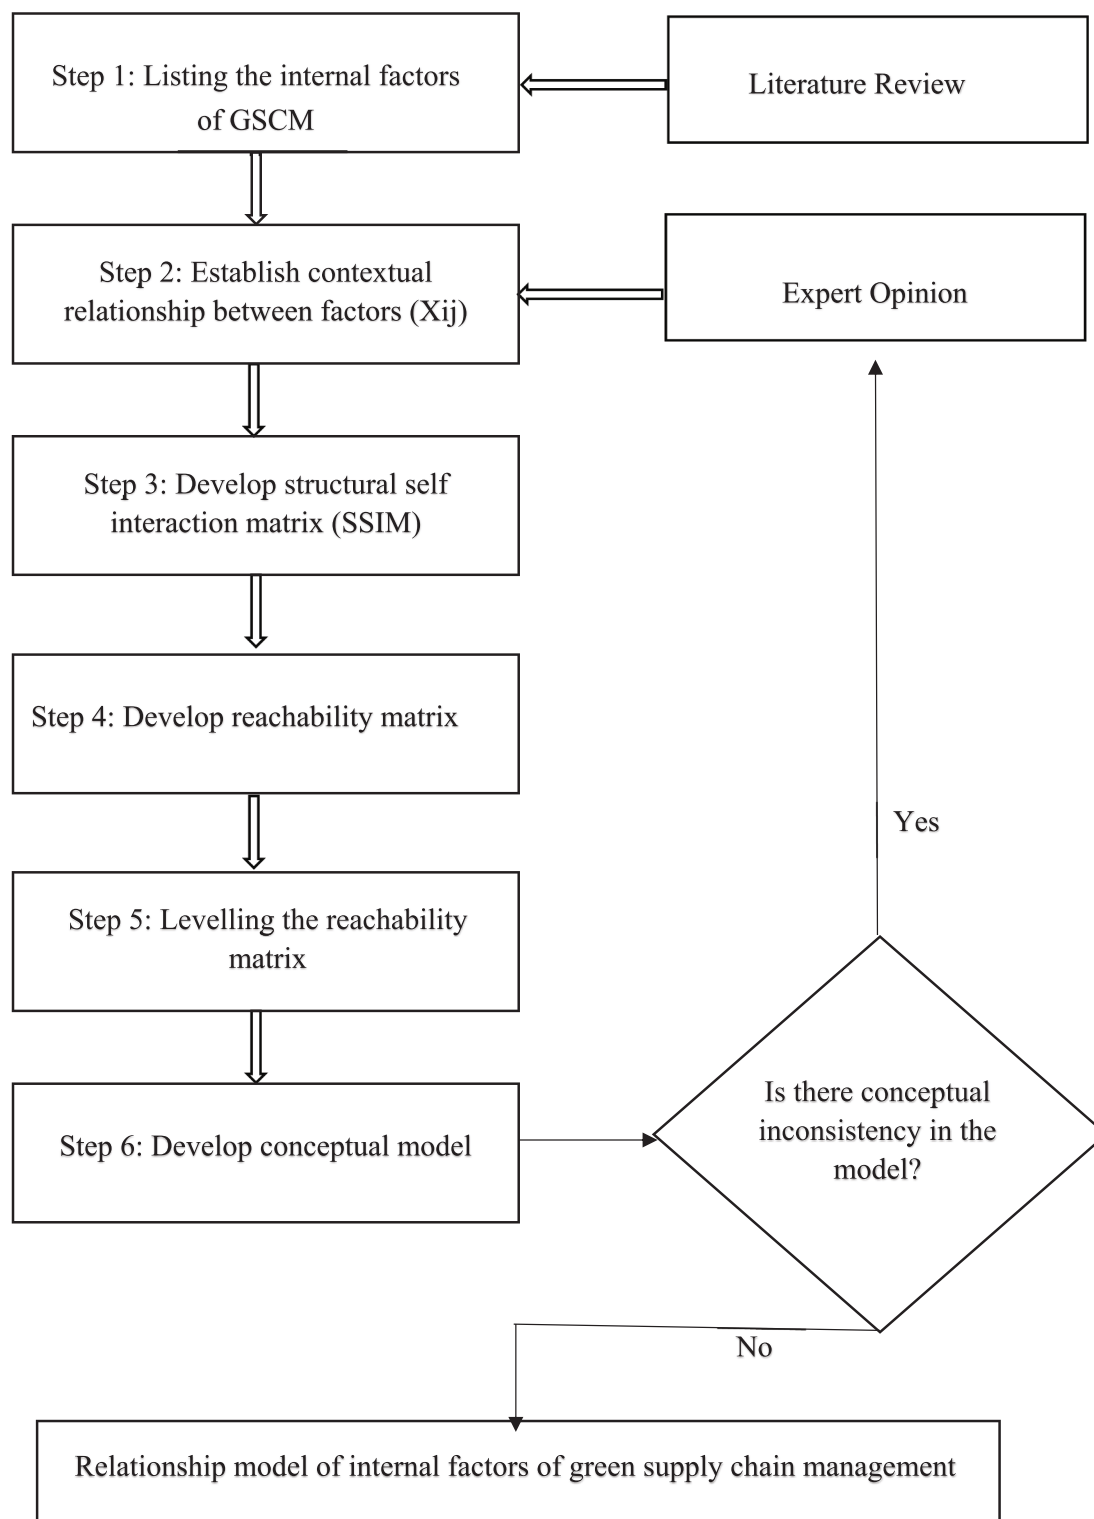 Step 1: Listing the internal factors
of GSCM
Literature Review
Step 2: Establish contextual
relationship between factors (Xij)
Expert Opinion
Step 3: Develop structural self
interaction matrix (SSIM)
Step 4: Develop reachability matrix
Yes
Step 5: Levelling the reachability
matrix
Step 6: Develop conceptual model
Is there conceptual
inconsistency in the
model?
No
Relationship model of internal factors of green supply chain management